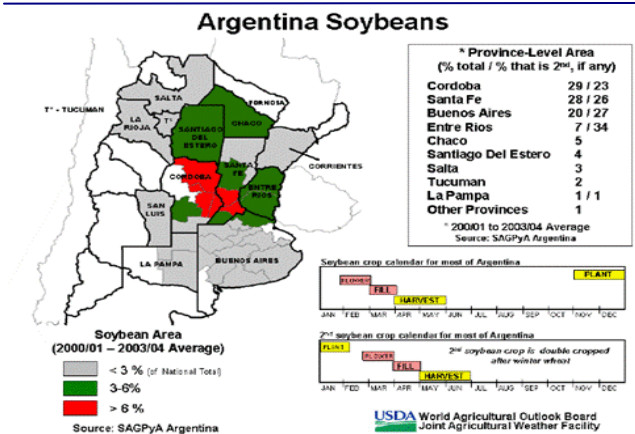 Argentina Soybeans
* Province-Level Area
(% total / % that is 2nd, if any)
Cordoba 29 / 23
Santa Fe 28 / 26
Buenos Aires 20 / 27
Entre Rios 7 / 34
Chaco 5
Santiago Del Estero 4
Salta 3
Tucuman 2
La Pampa 1 / 1
Other Provinces 1
* 200/01 to 2003/04 Average
Source: SAGPyA Argentina
SALTA
T* - TUCUMAN
FORMOSA
LA
RIOJA
T*
CHACO
SANTIAGO
DEL
ESTERO
CORRIENTES
CORDOBA
SANTA
FE
ENTRE
RIOS
SAN
LUIS
LA PAMPA
BUENOS AIRES
Soybean Area
(2000/01 – 2003/04 Average)
< 3 % (of National Total)
3-6%
> 6 %
Source: SAGPyA Argentina
Soybean crop calendar for most of Argentina
PLANT
FLOWER
FILL
HARVEST
JAN FEB MAR APR MAY JUN JUL AUG SEP OCT NOV DEC
2nd soybean crop calendar for most of Argentina
PLANT
FLOWER
FILL
HARVEST
2nd soybean crop is double cropped
after winter wheat
JAN FEB MAR APR MAY JUN JUL AUG SEP OCT NOV DEC
USDA World Agricultural Outlook Board
Joint Agricultural Weather Facility